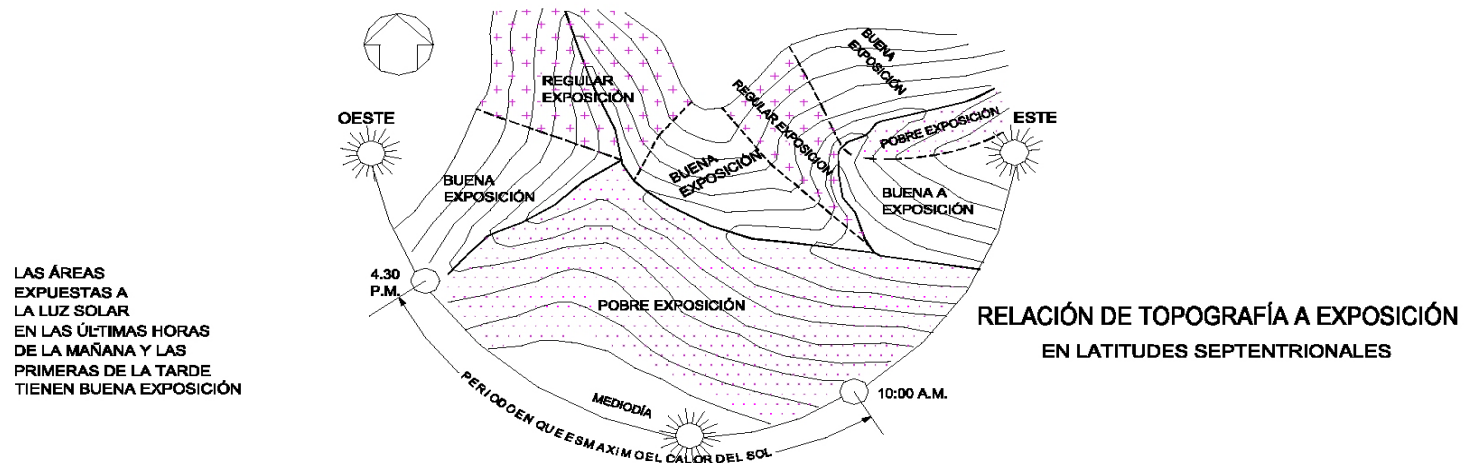 BUENA
EXPOSICIÓN
REGULAR
EXPOSICIÓN
REGULAR EXPOSICION
OESTE
ESTE
POBRE EXPOSICIÓN
BUENA
EXPOSICIÓN
BUENA
EXPOSICIÓN
BUENA A
EXPOSICIÓN
LAS ÁREAS
EXPUESTAS A
LA LUZ SOLAR
EN LAS ÚLTIMAS HORAS
DE LA MAÑANA Y LAS
PRIMERAS DE LA TARDE
TIENEN BUENA EXPOSICIÓN
4.30
P.M.
POBRE EXPOSICIÓN
RELACIÓN DE TOPOGRAFÍA A EXPOSICIÓN
EN LATITUDES SEPTENTRIONALES
10:00 A.M.
MEDIODÍA
PERIODO EN QUE ES MAXIMO EL CALOR DEL SOL